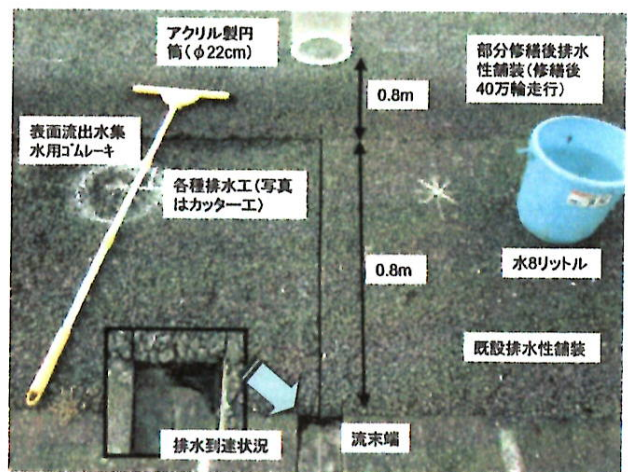 アクリル製円
筒(φ22cm)
部分修繕後排水
性舗装(修繕後
40万輪走行)
0.8m
表面流出水集
水用ゴムレーキ
各種排水工(写真
はカッター工)
0.8m
水8リットル
既設排水性舗装
排水到達状況
流末端